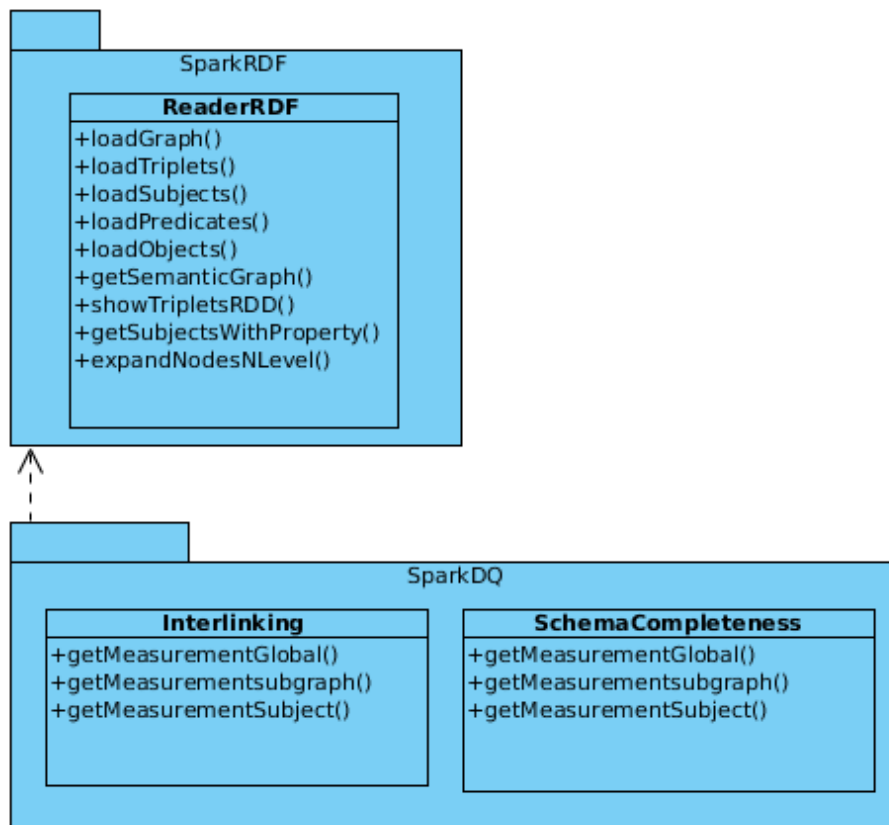 SparkRDF
ReaderRDF
+loadGraph()
+loadTriplets()
+loadSubjects()
+loadPredicates()
+loadObjects()
+getSemanticGraph()
+showTripletsRDD()
+getSubjectsWithProperty()
+expandNodesNLevel()
SparkDQ
Interlinking
+getMeasurementGlobal()
+getMeasurementsubgraph()
+getMeasurementSubject()
SchemaCompleteness
+getMeasurementGlobal()
+getMeasurementsubgraph()
+getMeasurementSubject()